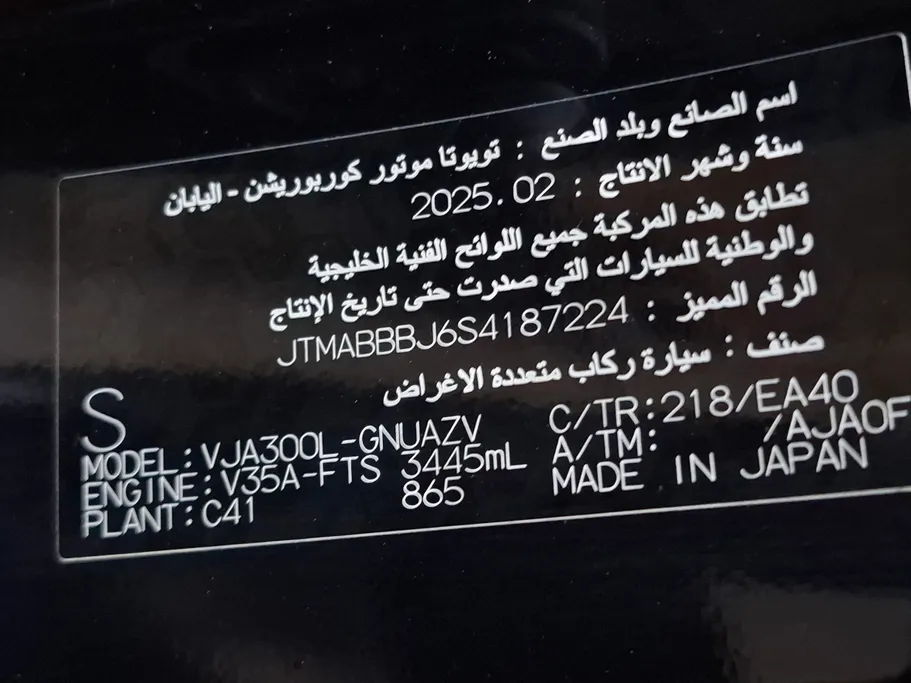 اسم الصانع وبلد الصنع : تويوتا موتور كوربوريشن - اليابان
سنة وشهر الانتاج : 2025.02
تطابق هذه المركبة جميع اللوائح الفنية الخليجية
والوطنية للسيارات التي صدرت حتى تاريخ الإنتاج
الرقم المميز : JTMABBBJ6S4187224
صنف : سيارة ركاب متعددة الاغراض
S
MODEL:VJA300L-GNUAZV C/TR:218/EA40
ENGINE:V35A-FTS 3445mL A/TM: /AJA0F
PLANT:C41 865 MADE IN JAPAN